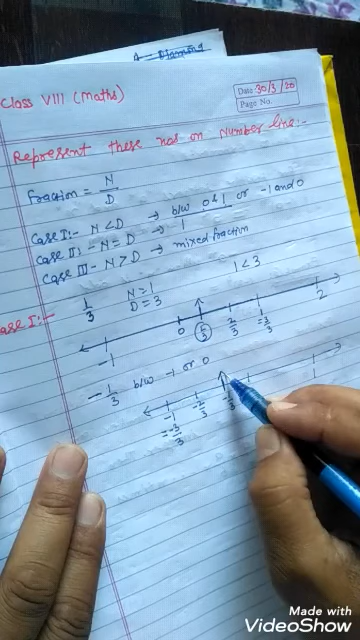 Class VIII (Maths)
Date 30/3/20
Page No.
Represent these nos on Number line:-
Fraction = N/D
Case I:- N < D → b/w 0 & 1 or -1 and 0
Case II:- N = D → 1
Case III- N > D → mixed fraction
Case I:- 1/3 N = 1 D = 3 1 < 3
-1 0 1/3 2/3 1=3/3 2
-1/3 b/w -1 or 0
-1 =-3/3 -2/3 -1/3 1
Made with
VideoShow